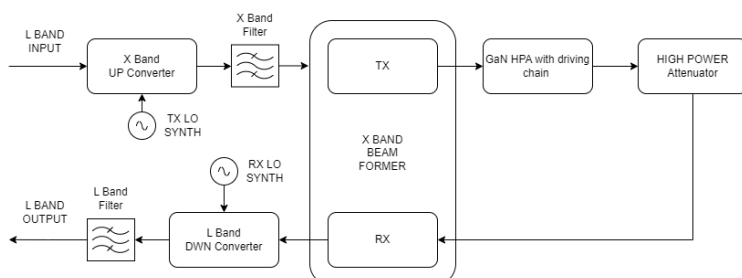 L BAND
INPUT
X Band
UP Converter
X Band
Filter
TX
GaN HPA with driving
chain
HIGH POWER
Attenuator
TX LO
SYNTH
X BAND
BEAM
FORMER
RX LO
SYNTH
L BAND
OUTPUT
L Band
Filter
L Band
DWN Converter
RX